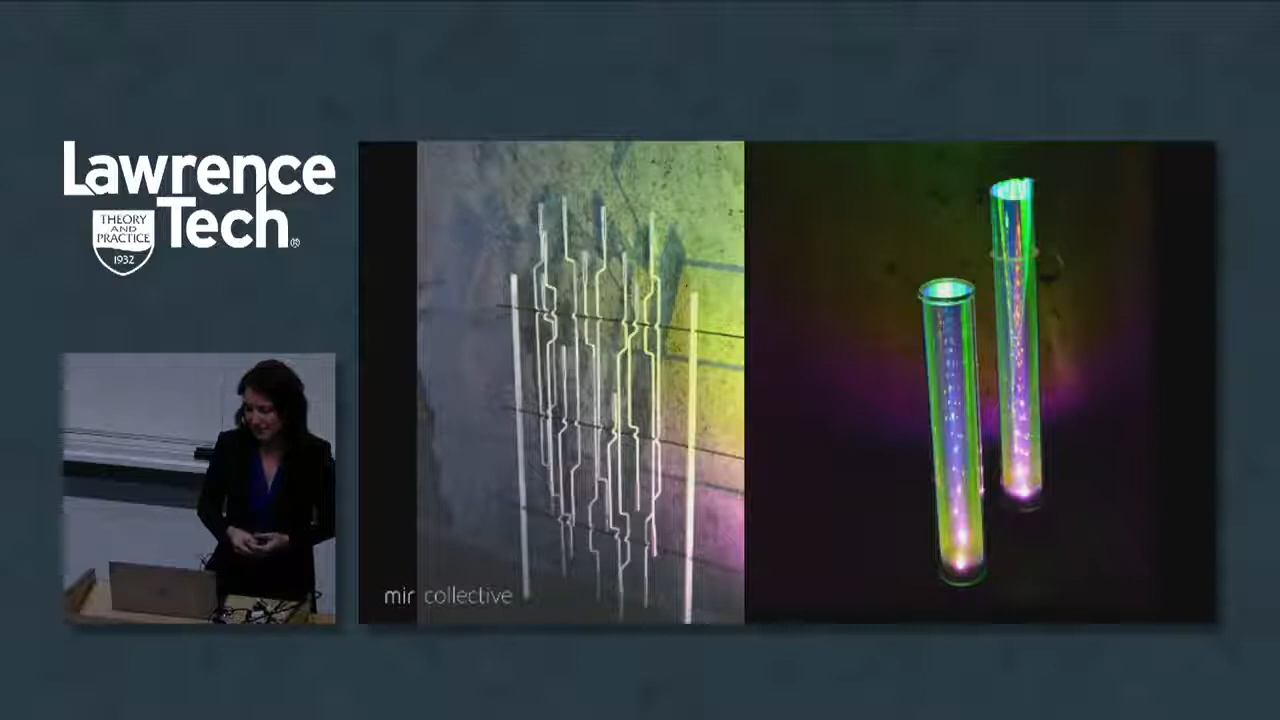 Lawrence
Tech®
THEORY
AND
PRACTICE
1932
mir collective